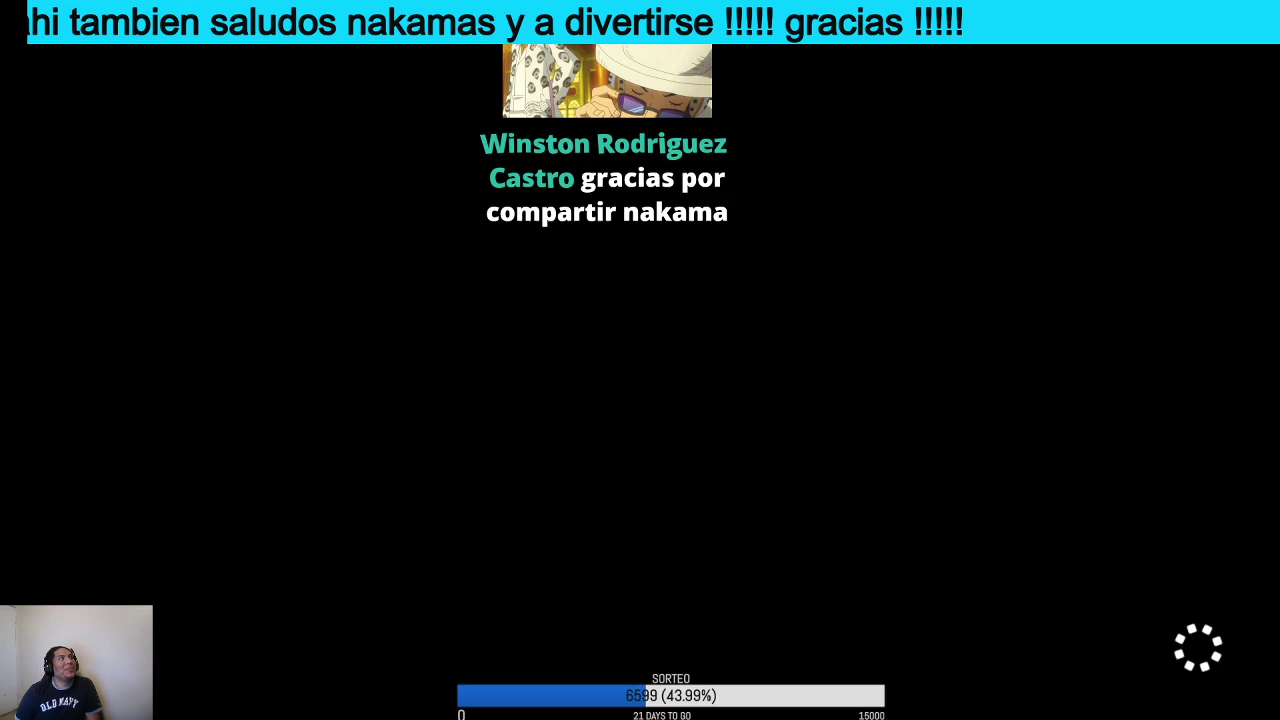 ahi tambien saludos nakamas y a divertirse !!!!! gracias !!!!!
Winston Rodriguez
Castro gracias por
compartir nakama
OLD NAVY
SORTEO
6599 (43.99%)
0 21 DAYS TO GO 15000